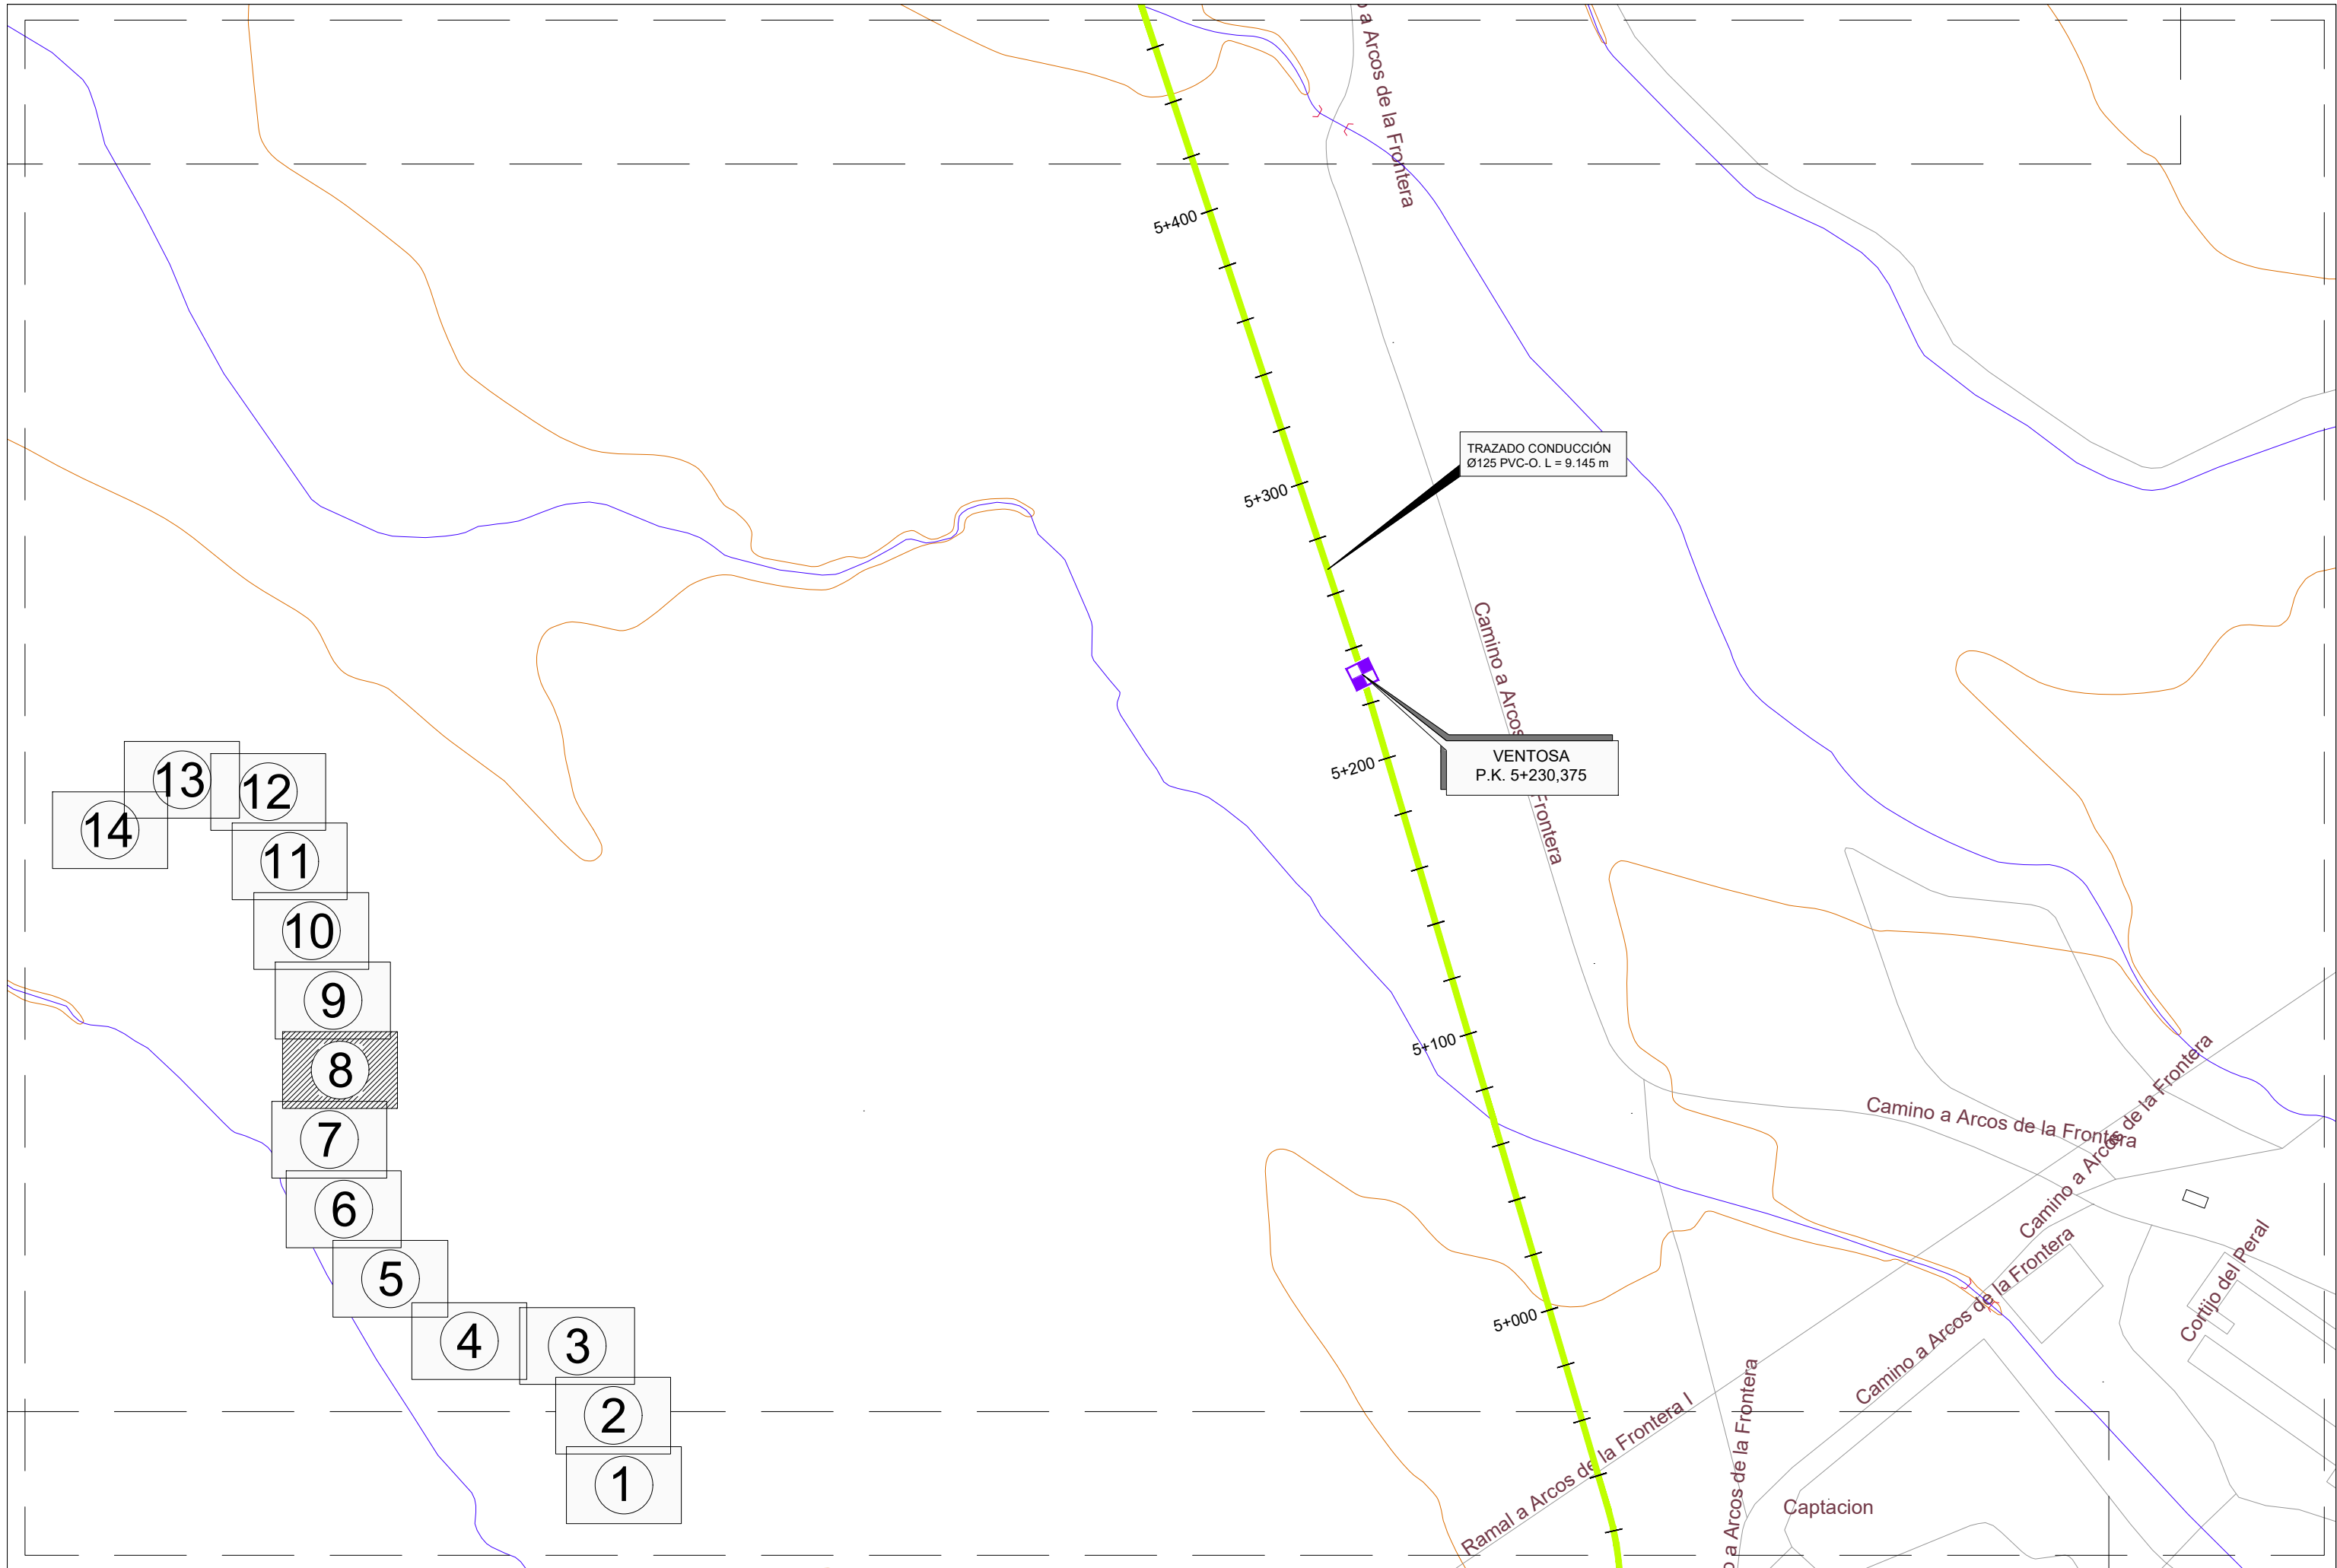 o a Arcos de la Frontera
5+400
TRAZADO CONDUCCIÓN
Ø125 PVC-O. L = 9.145 m
5+300
Camino a Arcos
Frontera
VENTOSA
P.K. 5+230,375
5+200
13
12
14
11
10
9
8
7
6
5
4
3
2
1
5+100
Camino a Arcos de la Frontera
Camino a Arcos de la Frontera
Camino a Arcos de la Frontera
Cortijo del Peral
5+000
Ramal a Arcos de la Frontera I
o a Arcos de la Frontera
Captacion